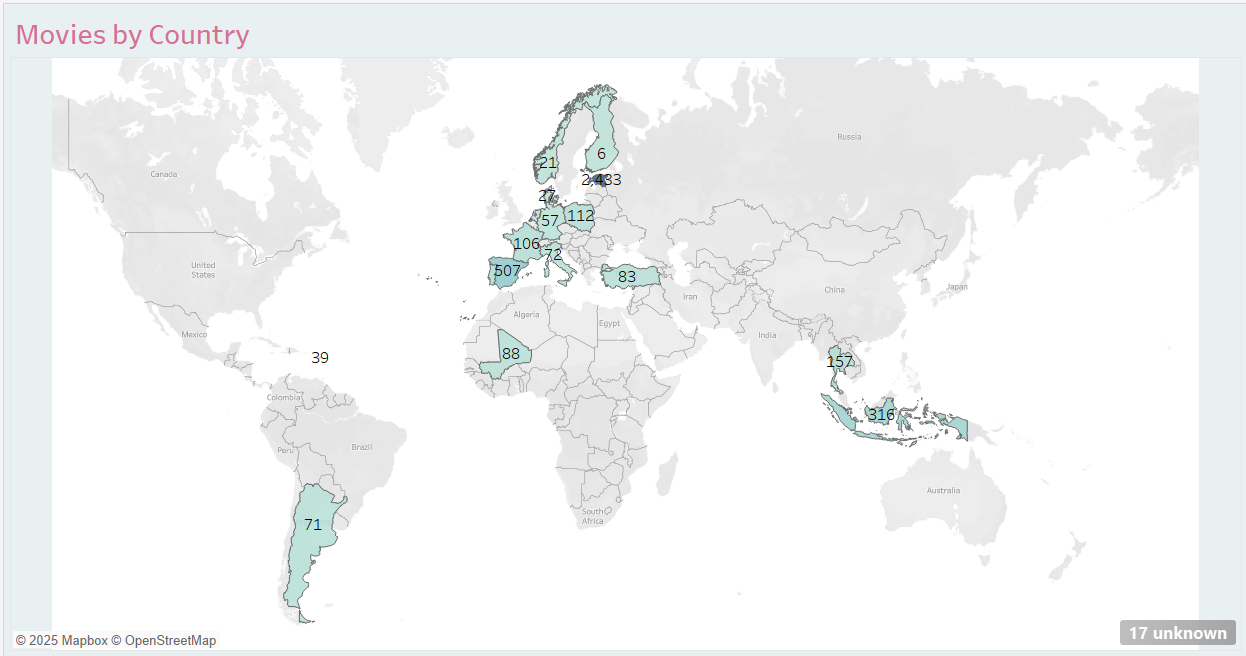 Movies by Country
Russia
Canada
21
6
2,433
27
57
112
106
72
507
83
United
States
China
Japan
Iran
Mexico
Algeria
Egypt
India
39
88
157
Colombia
316
Brazil
Peru
Australia
71
South
Africa
© 2025 Mapbox © OpenStreetMap
17 unknown